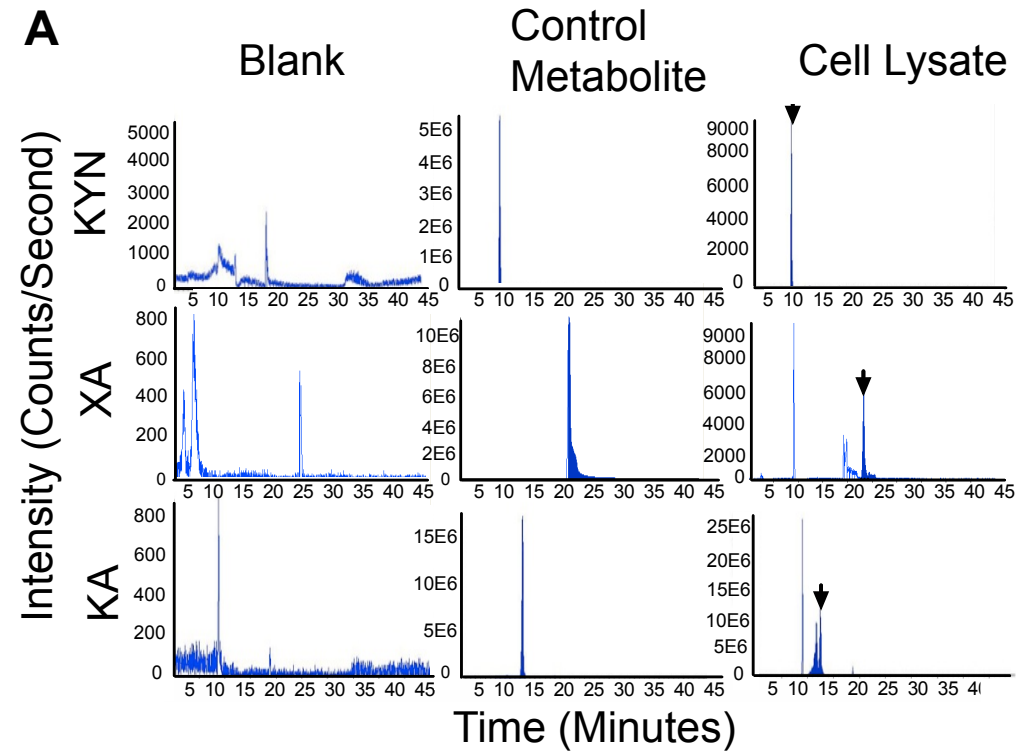 A
Blank
Control
Metabolite
Cell Lysate
Intensity (Counts/Second)
KYN
5000
4000
3000
2000
1000
0
5 10 15 20 25 30 35 40 45
5E6
4E6
3E6
2E6
1E6
0
5 10 15 20 25 30 35 40 45
9000
8000
6000
4000
2000
0
5 10 15 20 25 30 35 40 45
XA
800
600
400
200
0
5 10 15 20 25 30 35 40 45
10E6
8E6
6E6
4E6
2E6
0
5 10 15 20 25 30 35 40 45
9000
8000
6000
4000
2000
0
5 10 15 20 25 30 35 40 45
KA
800
600
400
200
0
5 10 15 20 25 30 35 40 45
15E6
10E6
5E6
0
5 10 15 20 25 30 35 40 45
25E6
20E6
15E6
10E6
5E6
0
5 10 15 20 25 30 35
Time (Minutes)